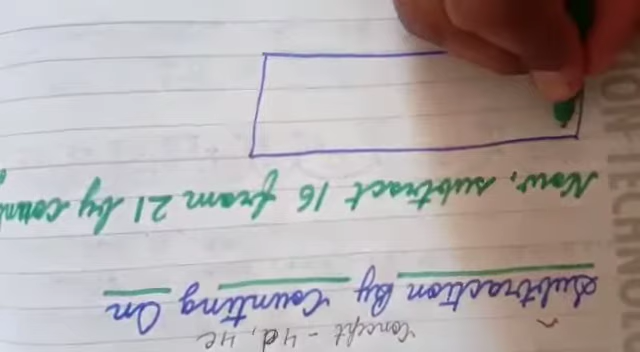 Concept - 4d, 4e
Subtraction By Counting On
Now, subtract 16 from 21 by